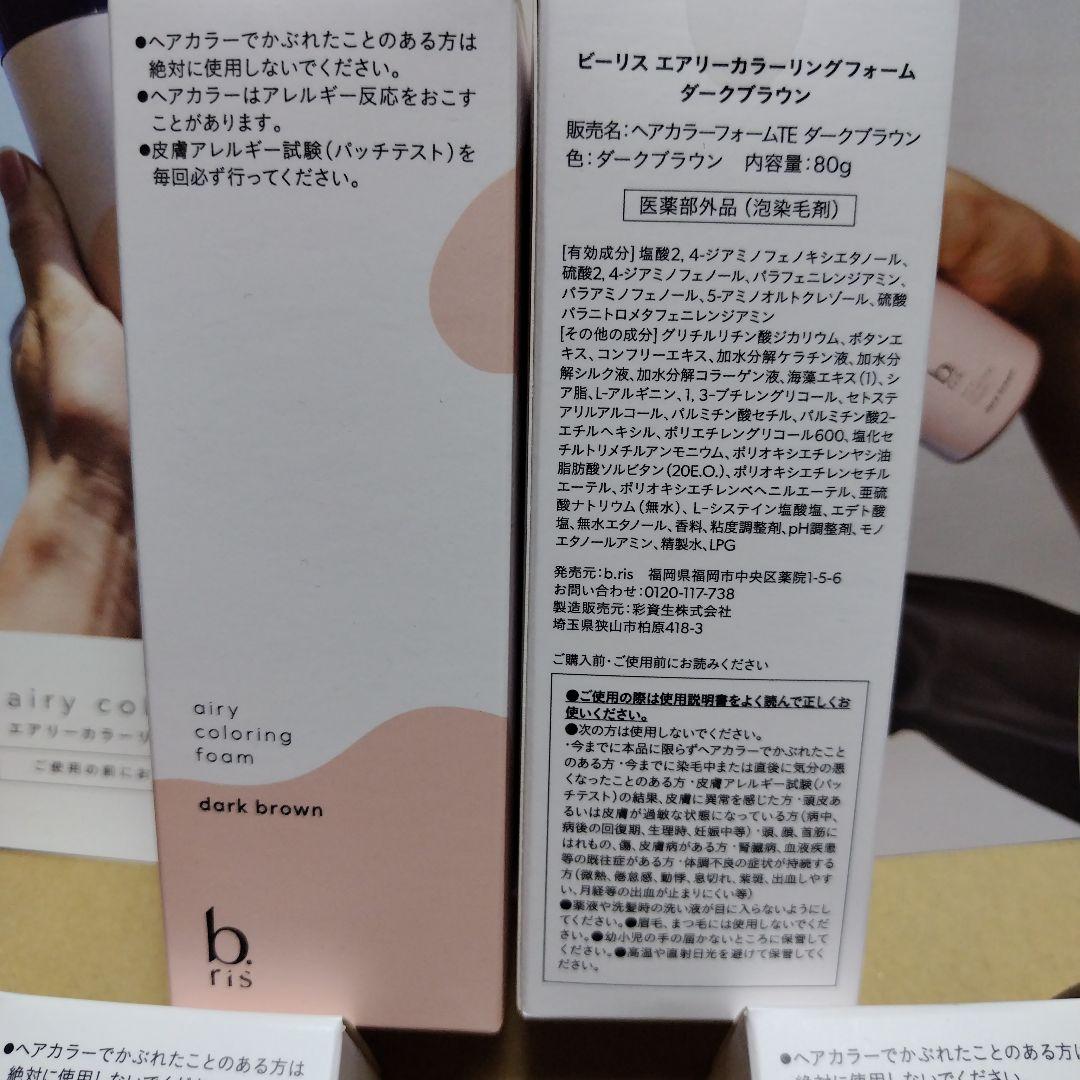 ●ヘアカラーでかぶれたことのある方は
絶対に使用しないでください。
●ヘアカラーはアレルギー反応をおこす
ことがあります。
●皮膚アレルギー試験(パッチテスト)を
毎回必ず行ってください。
airy
coloring
foam
dark brown
b.
ris
ビーリス エアリーカラーリングフォーム
ダークブラウン
販売名:ヘアカラーフォームTE ダークブラウン
色:ダークブラウン 内容量:80g
医薬部外品(泡染毛剤)
[有効成分]塩酸2,4-ジアミノフェノキシエタノール、
硫酸2,4-ジアミノフェノール、パラフェニレンジアミン、
パラアミノフェノール、5-アミノオルトクレゾール、硫酸
パラニトロメタフェニレンジアミン
[その他の成分]グリチルリチン酸ジカリウム、ボタンエ
キス、コンフリーエキス、加水分解ケラチン液、加水分
解シルク液、加水分解コラーゲン液、海藻エキス(1)、シ
ア脂、L-アルギニン、1,3-ブチレングリコール、セトステ
アリルアルコール、パルミチン酸セチル、パルミチン酸2-
エチルヘキシル、ポリエチレングリコール600、塩化セ
チルトリメチルアンモニウム、ポリオキシエチレンヤシ油
脂肪酸ソルビタン(20E.O.)、ポリオキシエチレンセチル
エーテル、ポリオキシエチレンベヘニルエーテル、亜硫
酸ナトリウム(無水)、L-システイン塩酸塩、エデト酸
塩、無水エタノール、香料、粘度調整剤、pH調整剤、モノ
エタノールアミン、精製水、LPG
発売元:b.ris 福岡県福岡市中央区薬院1-5-6
お問い合わせ:0120-117-738
製造販売元:彩資生株式会社
埼玉県狭山市柏原418-3
ご購入前・ご使用前にお読みください
●ご使用の際は使用説明書をよく読んで正しくお
使いください。
●次の方は使用しないでください。
・今までに本品に限らずヘアカラーでかぶれたこと
のある方・今までに染毛中または直後に気分の悪
くなったことのある方・皮膚アレルギー試験(パッ
チテスト)の結果、皮膚に異常を感じた方・頭皮あ
るいは皮膚が過敏な状態になっている方(病中、
病後の回復期、生理時、妊娠中等)・頭、顔、首筋に
はれもの、傷、皮膚病がある方・腎臓病、血液疾患
等の既往症がある方・体調不良の症状が持続する
方(微熱、倦怠感、動悸、息切れ、紫斑、出血しやす
い、月経等の出血が止まりにくい等)
●薬液や洗髪時の洗い液が目に入らないようにし
てください。●眉毛、まつ毛には使用しないでくだ
さい。●幼小児の手の届かないところに保管して
ください。●高温や直射日光を避けて保管してく
ださい。
airy col
エアリーカラーリ
ご使用の前にお
b.
ris
●ヘアカラーでかぶれたことのある方は
絶対に使用しないでくだ
●ヘアカラーでかぶれたことのある方
絶対に使用しないでください